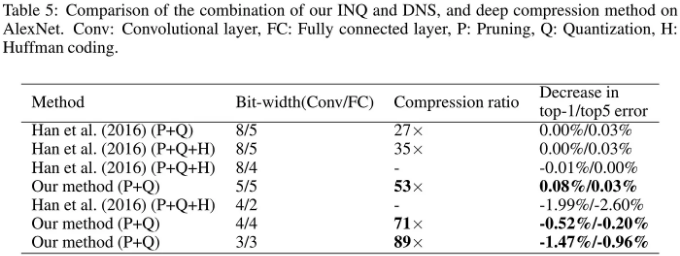 Table 5: Comparison of the combination of our INQ and DNS, and deep compression method on
AlexNet. Conv: Convolutional layer, FC: Fully connected layer, P: Pruning, Q: Quantization, H:
Huffman coding.
Method Bit-width(Conv/FC) Compression ratio Decrease in top-1/top5 error
Han et al. (2016) (P+Q) 8/5 27× 0.00%/0.03%
Han et al. (2016) (P+Q+H) 8/5 35× 0.00%/0.03%
Han et al. (2016) (P+Q+H) 8/4 - -0.01%/0.00%
Our method (P+Q) 5/5 53× 0.08%/0.03%
Han et al. (2016) (P+Q+H) 4/2 - -1.99%/-2.60%
Our method (P+Q) 4/4 71× -0.52%/-0.20%
Our method (P+Q) 3/3 89× -1.47%/-0.96%